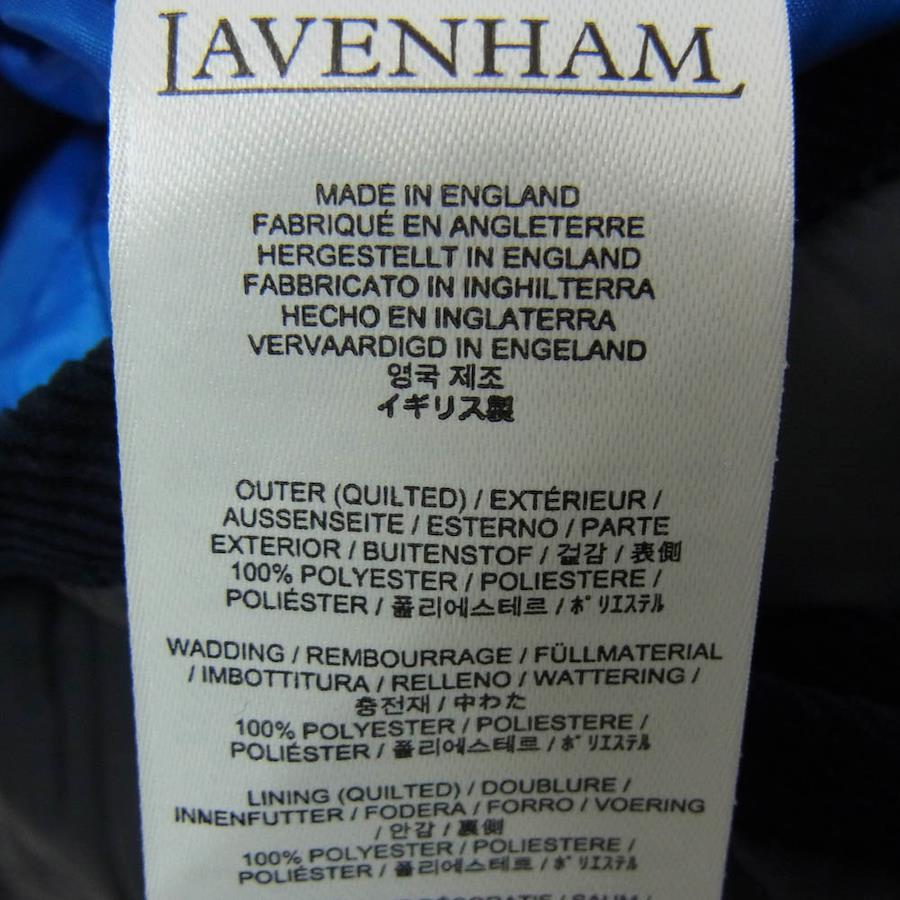 LAVENHAM
MADE IN ENGLAND
FABRIQUÉ EN ANGLETERRE
HERGESTELLT IN ENGLAND
FABBRICATO IN INGHILTERRA
HECHO EN INGLATERRA
VERVAARDIGD IN ENGELAND
영국 제조
イギリス製
OUTER (QUILTED) / EXTÉRIEUR /
AUSSENSEITE / ESTERNO / PARTE
EXTERIOR / BUITENSTOF / 겉감 / 表側
100% POLYESTER / POLIESTERE /
POLIÉSTER / 폴리에스테르 / ﾎﾟﾘｴｽﾃﾙ
WADDING / REMBOURRAGE / FÜLLMATERIAL
/ IMBOTTITURA / RELLENO / WATTERING /
충전재 / 中わた
100% POLYESTER / POLIESTERE /
POLIÉSTER / 폴리에스테르 / ﾎﾟﾘｴｽﾃﾙ
LINING (QUILTED) / DOUBLURE /
INNENFUTTER / FODERA / FORRO / VOERING
/ 안감 / 裏側
100% POLYESTER / POLIESTERE /
POLIÉSTER / 폴리에스테르 / ﾎﾟﾘｴｽﾃﾙ